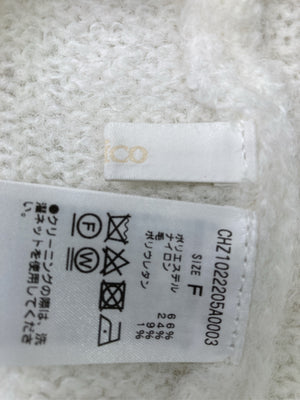 CHZ1022205A0003
SIZE F
ポリエステル 66%
ナイロン 24%
毛 9%
ポリウレタン 1%
F W
●クリーニングの際は、洗
濯ネットを使用してくださ
い。